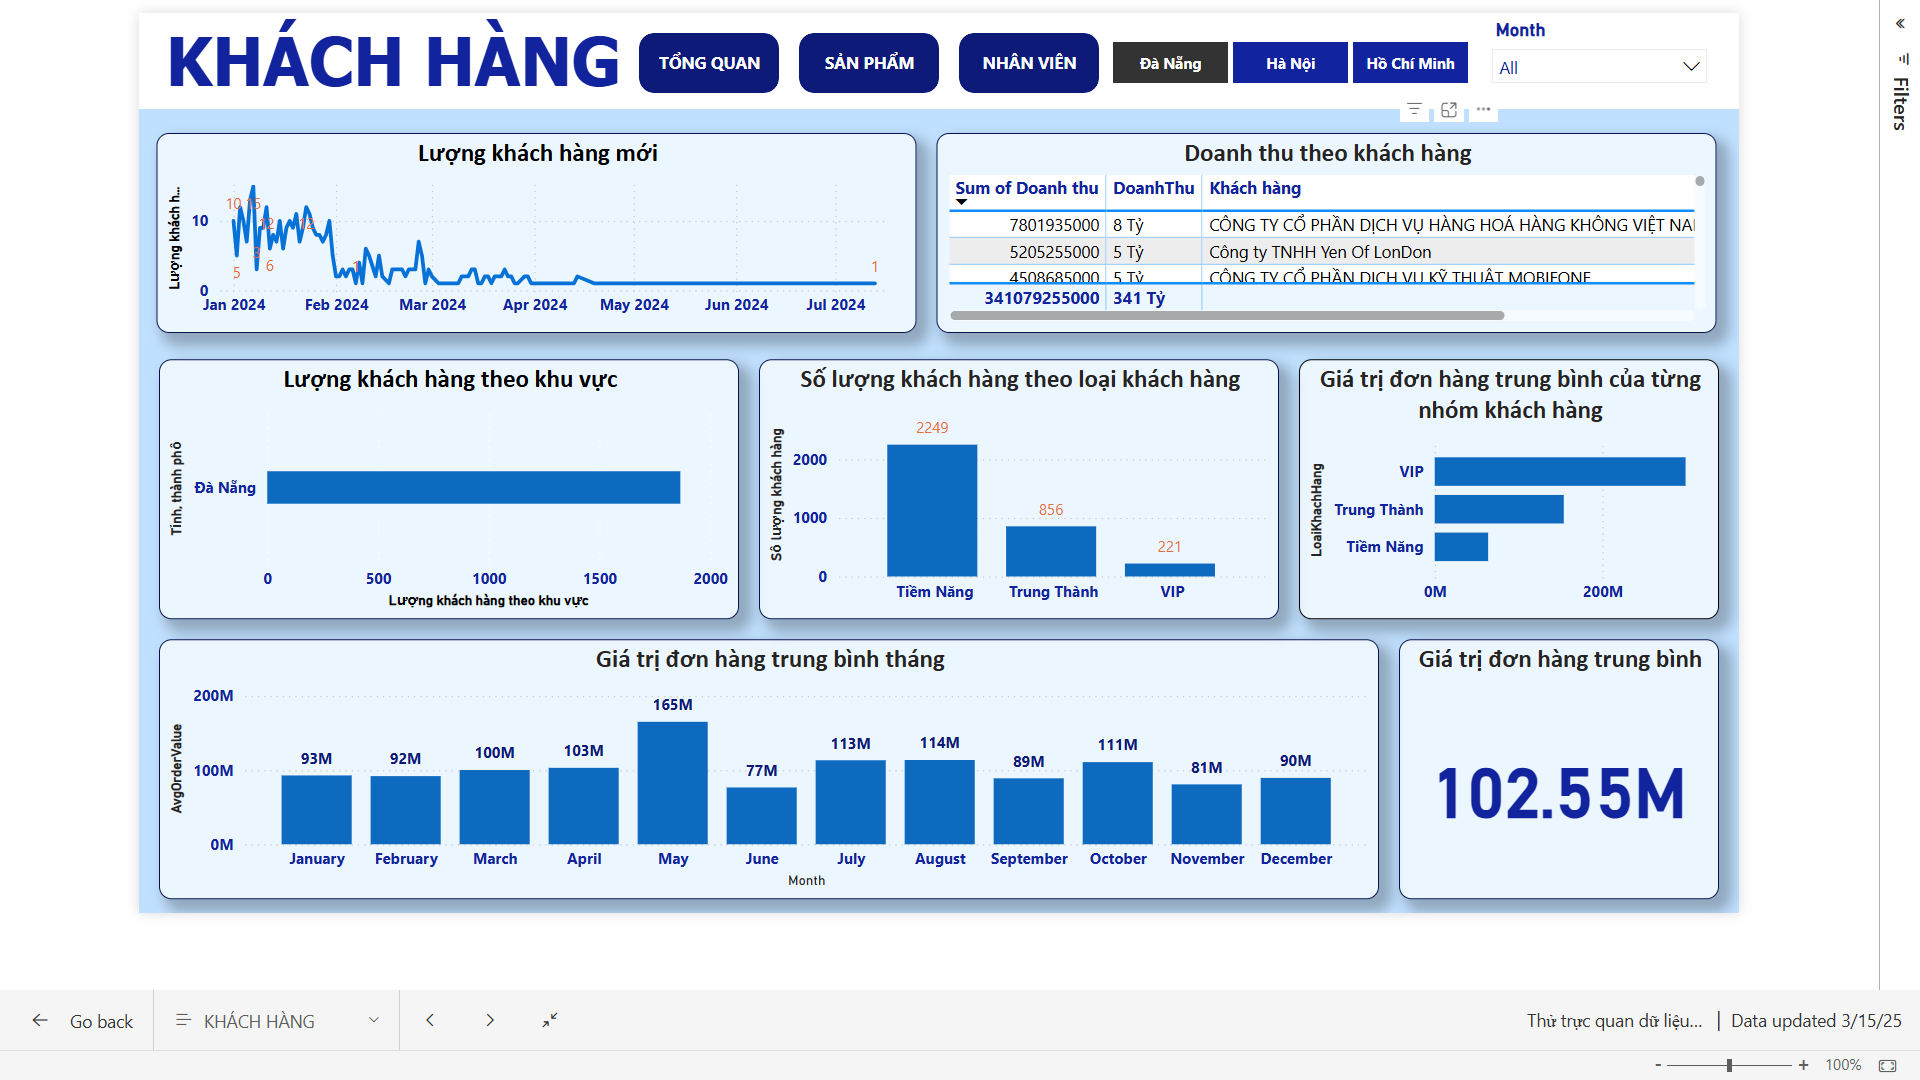 KHÁCH HÀNG
TỔNG QUAN
SẢN PHẨM
NHÂN VIÊN
Đà Nẵng
Hà Nội
Hồ Chí Minh
Month
All
Filters
Lượng khách hàng mới
Lượng khách h...
10
0
10
15
12
12
3
5
6
1
1
Jan 2024
Feb 2024
Mar 2024
Apr 2024
May 2024
Jun 2024
Jul 2024
Doanh thu theo khách hàng
Sum of Doanh thu DoanhThu Khách hàng
7801935000 8 Tỷ CÔNG TY CỔ PHẦN DỊCH VỤ HÀNG HOÁ HÀNG KHÔNG VIỆT NAI
5205255000 5 Tỷ Công ty TNHH Yen Of LonDon
4508685000 5 Tỷ CÔNG TY CỔ PHẦN DỊCH VỤ KỸ THUẬT MOBIFONE
341079255000 341 Tỷ
Lượng khách hàng theo khu vực
Tỉnh, thành phố
Đà Nẵng
0 500 1000 1500 2000
Lượng khách hàng theo khu vực
Số lượng khách hàng theo loại khách hàng
Số lượng khách hàng
2000
1000
0
2249
856
221
Tiềm Năng Trung Thành VIP
Giá trị đơn hàng trung bình của từng
nhóm khách hàng
LoaiKhachHang
VIP
Trung Thành
Tiềm Năng
0M 200M
Giá trị đơn hàng trung bình tháng
AvgOrderValue
200M
100M
0M
93M 92M 100M 103M 165M 77M 113M 114M 89M 111M 81M 90M
January February March April May June July August September October November December
Month
Giá trị đơn hàng trung bình
102.55M
Go back
KHÁCH HÀNG
Thử trực quan dữ liệu... | Data updated 3/15/25
- + 100%